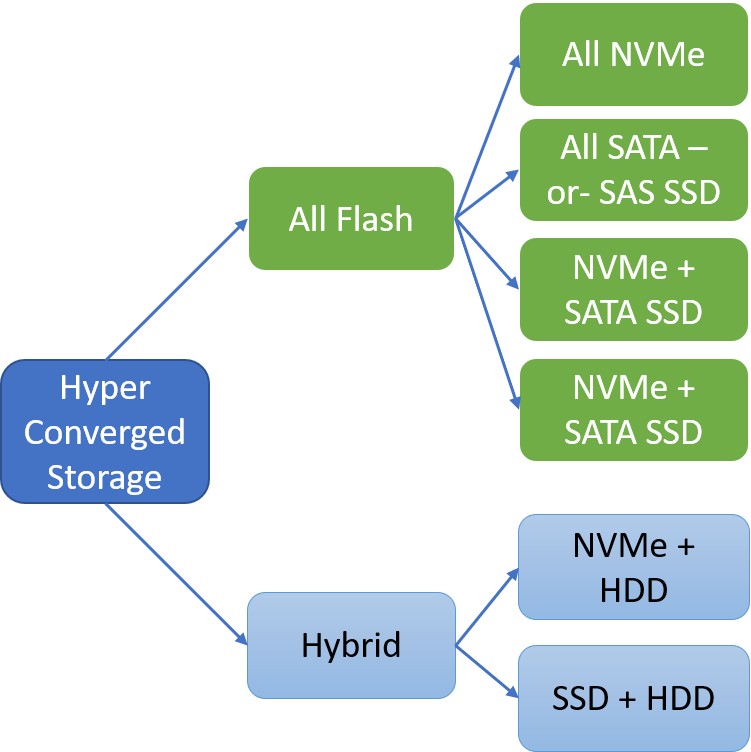 All NVMe
All SATA –
or- SAS SSD
All Flash
NVMe +
SATA SSD
NVMe +
SATA SSD
Hyper
Converged
Storage
NVMe +
HDD
Hybrid
SSD + HDD